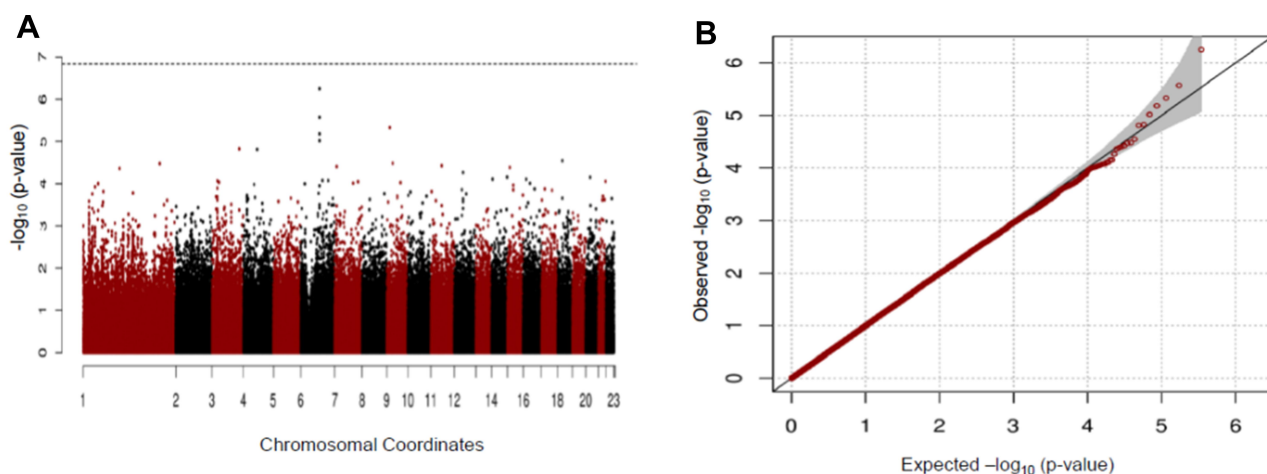 A
7
6
5
4
3
2
1
0
-log10 (p-value)
1 2 3 4 5 6 7 8 9 10 11 12 14 16 18 20 23
Chromosomal Coordinates
B
6
5
4
3
2
1
0
Observed -log10 (p-value)
0 1 2 3 4 5 6
Expected –log10 (p-value)